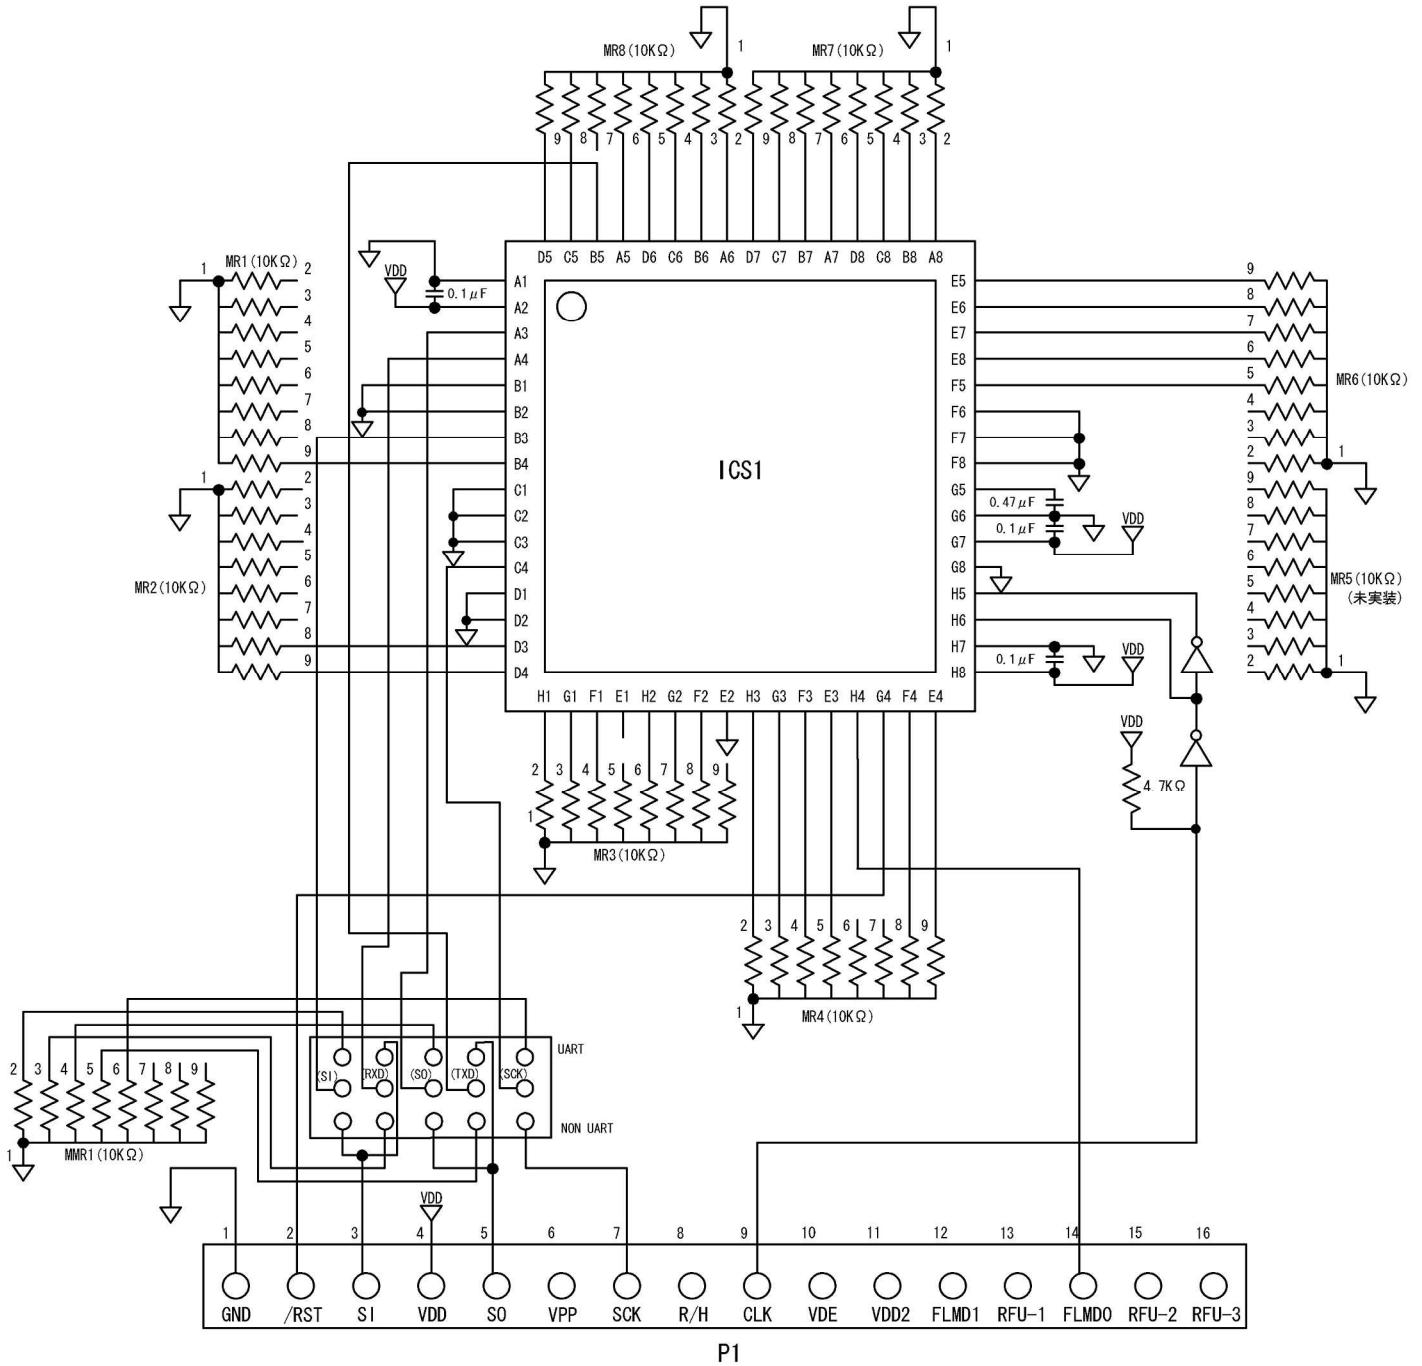 MR8(10KΩ) 1 MR7(10KΩ) 1
9 8 7 6 5 4 3 2 9 8 7 6 5 4 3 2
D5 C5 B5 A5 D6 C6 B6 A6 D7 C7 B7 A7 D8 C8 B8 A8
MR1(10KΩ)
1 2
3
4
5
6
7
8
9
1 2
3
4
5
6
7
8
9
MR2(10KΩ)
VDD
0.1μF
A1
A2
A3
A4
B1
B2
B3
B4
C1
C2
C3
C4
D1
D2
D3
D4
ICS1
E5
E6
E7
E8
F5
F6
F7
F8
G5
G6
G7
G8
H5
H6
H7
H8
0.47μF
0.1μF
VDD
0.1μF
VDD
9
8
7
6
5
4
3
2
MR6(10KΩ)
1
9
8
7
6
5
4
3
2
MR5(10KΩ)
(未実装)
1
H1 G1 F1 E1 H2 G2 F2 E2 H3 G3 F3 E3 H4 G4 F4 E4
2 3 4 5 6 7 8 9
1
MR3(10KΩ)
VDD
4.7KΩ
2 3 4 5 6 7 8 9
1
MR4(10KΩ)
UART
(SI) (RXD) (SO) (TXD) (SCK)
NON UART
2 3 4 5 6 7 8 9
1
MMR1(10KΩ)
VDD
1 2 3 4 5 6 7 8 9 10 11 12 13 14 15 16
GND /RST SI VDD SO VPP SCK R/H CLK VDE VDD2 FLMD1 RFU-1 FLMD0 RFU-2 RFU-3
P1